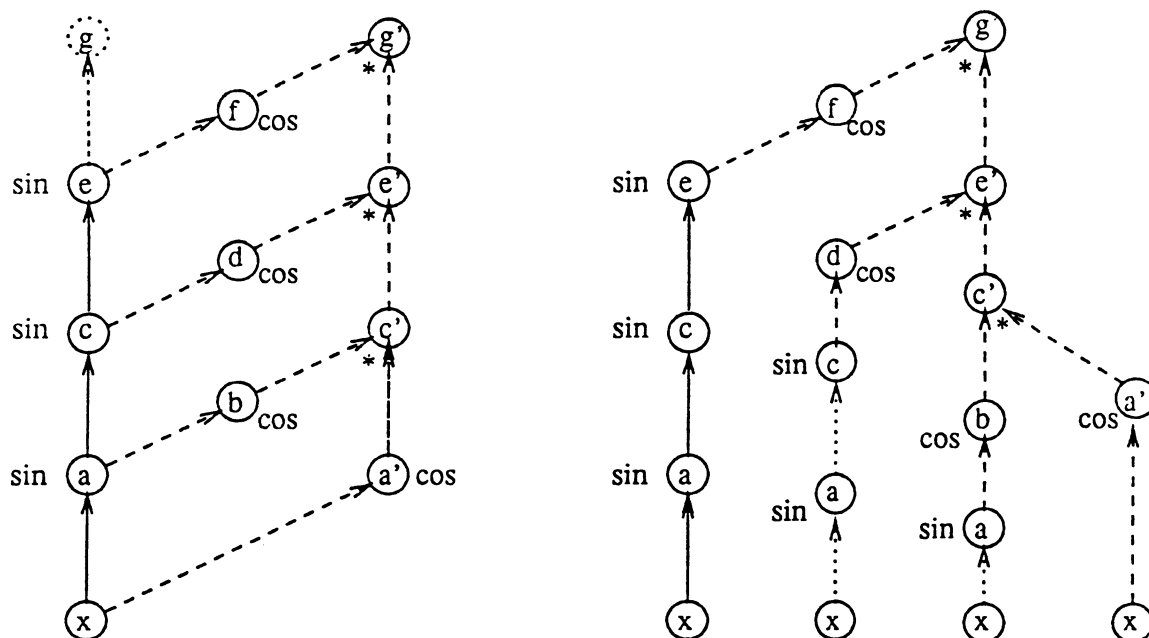 g g' g
*  *
f cos f cos
sin e e' sin e e'
*  *
d cos d cos
c'
sin c c' sin c *
* sin c
b cos cos b cos a'
sin a a' cos sin a sin a
sin a
x x x x x